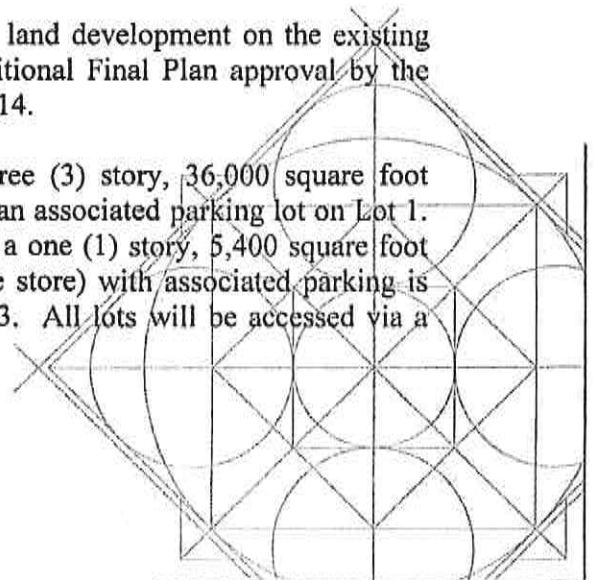 land development on the existing
itional Final Plan approval by the
14.
ree (3) story, 36,000 square foot
an associated parking lot on Lot 1.
a one (1) story, 5,400 square foot
e store) with associated parking is
3. All lots will be accessed via a